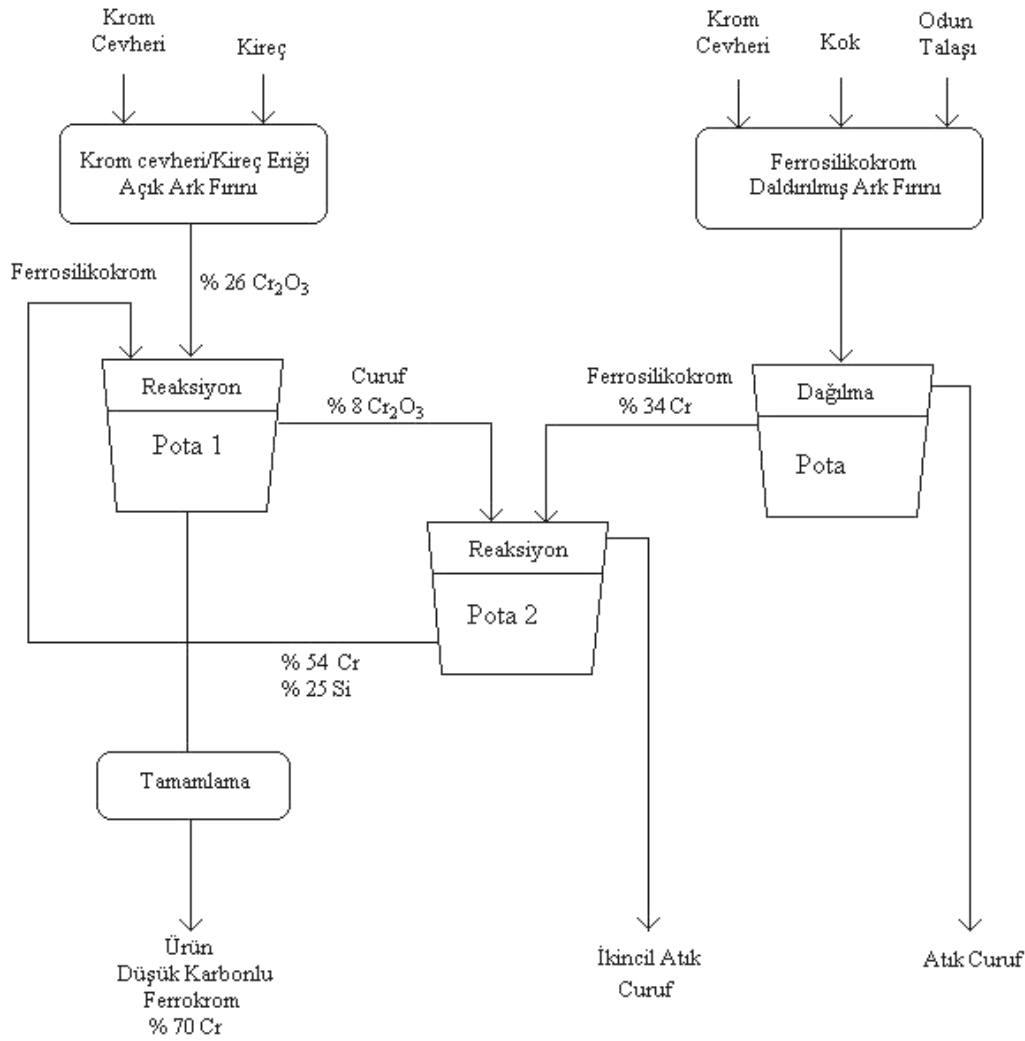 Krom
Cevheri
Kireç
Krom
Cevheri
Kok
Odun
Talaşı
Krom cevheri/Kireç Eriği
Açık Ark Fırını
Ferrosilikokrom
Daldırılmış Ark Fırını
Ferrosilikokrom
% 26 Cr₂O₃
Reaksiyon
Pota 1
Curuf
% 8 Cr₂O₃
Ferrosilikokrom
% 34 Cr
Dağılma
Pota
Reaksiyon
Pota 2
% 54 Cr
% 25 Si
Tamamlama
Ürün
Düşük Karbonlu
Ferrokrom
% 70 Cr
İkincil Atık
Curuf
Atık Curuf